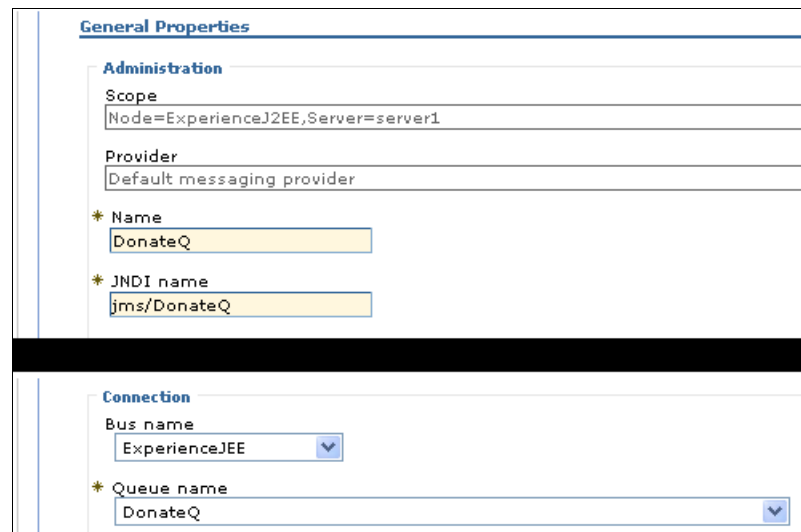 General Properties
Administration
Scope
Node=ExperienceJ2EE,Server=server1
Provider
Default messaging provider
* Name
DonateQ
* JNDI name
jms/DonateQ
Connection
Bus name
ExperienceJEE
* Queue name
DonateQ